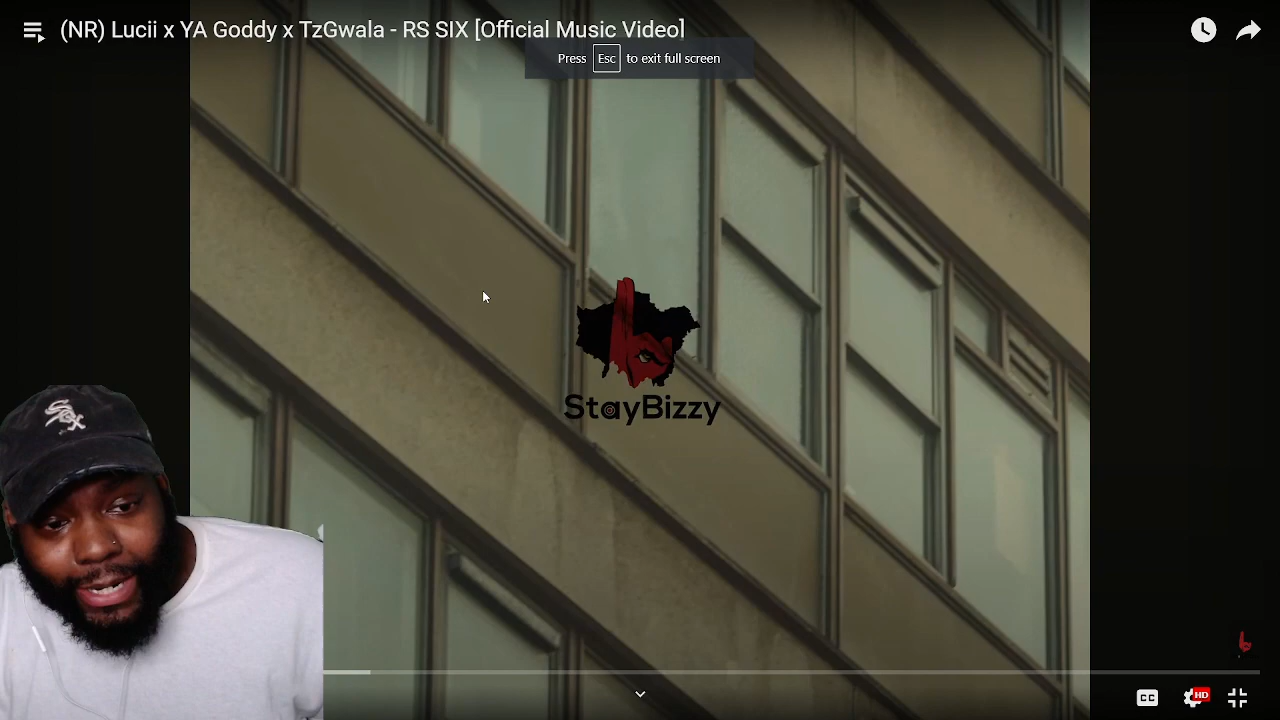 (NR) Lucii x YA Goddy x TzGwala - RS SIX [Official Music Video]
Press Esc to exit full screen
StayBizzy
Sox
CC
HD